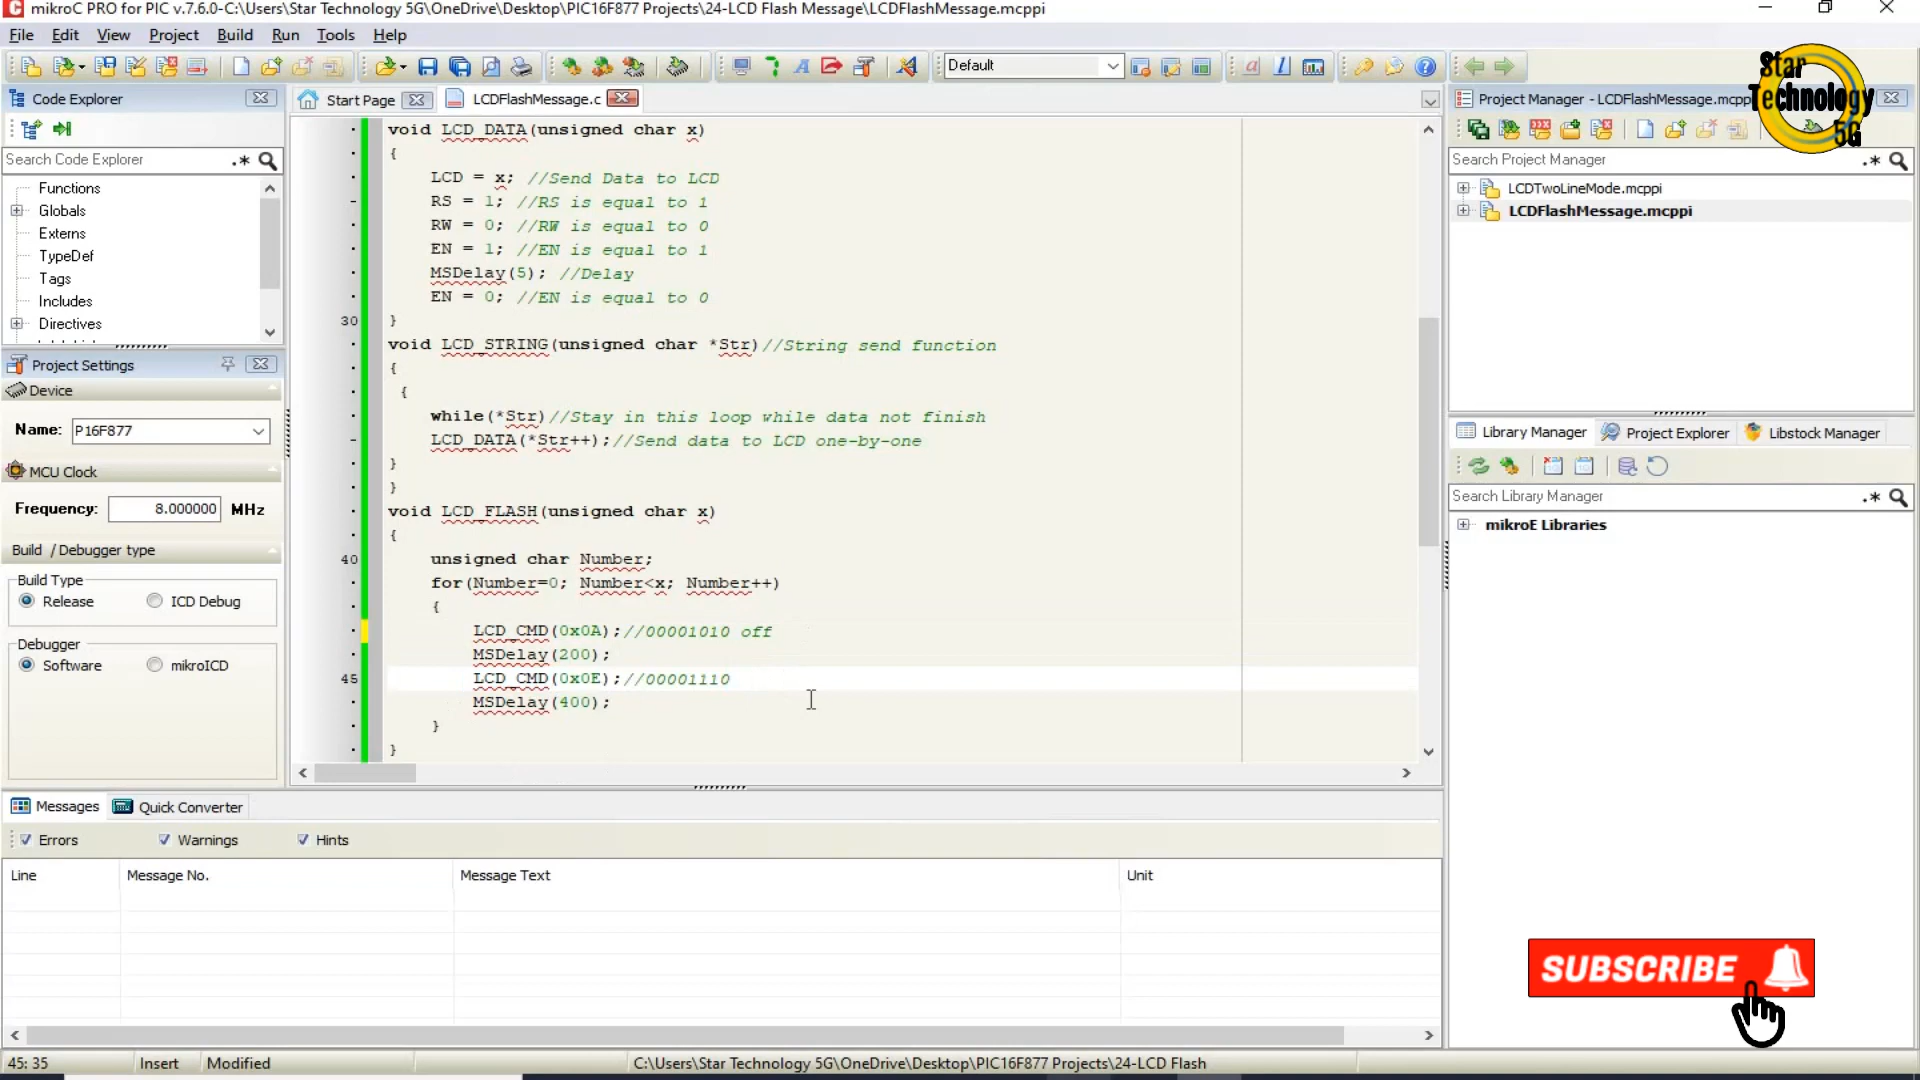 mikroC PRO for PIC v.7.6.0-C:\Users\Star Technology 5G\OneDrive\Desktop\PIC16F877 Projects\24-LCD Flash Message\LCDFlashMessage.mcppi
File Edit View Project Build Run Tools Help
Default
Star Technology 5G
Code Explorer
Start Page
LCDFlashMessage.c
Project Manager - LCDFlashMessage.mcpp
Search Code Explorer
Functions
Globals
Externs
TypeDef
Tags
Includes
Directives
Project Settings
Device
Name: P16F877
MCU Clock
Frequency: 8.000000 MHz
Build / Debugger type
Build Type
Release ICD Debug
Debugger
Software mikroICD
void LCD_DATA(unsigned char x)
{
LCD = x; //Send Data to LCD
RS = 1; //RS is equal to 1
RW = 0; //RW is equal to 0
EN = 1; //EN is equal to 1
MSDelay(5); //Delay
EN = 0; //EN is equal to 0
30 }
void LCD_STRING(unsigned char *Str)//String send function
{
{
while(*Str)//Stay in this loop while data not finish
LCD_DATA(*Str++);//Send data to LCD one-by-one
}
}
void LCD_FLASH(unsigned char x)
{
40 unsigned char Number;
for(Number=0; Number<x; Number++)
{
LCD_CMD(0x0A);//00001010 off
MSDelay(200);
45 LCD_CMD(0x0E);//00001110
MSDelay(400);
}
}
Search Project Manager
LCDTwoLineMode.mcppi
LCDFlashMessage.mcppi
Library Manager Project Explorer Libstock Manager
Search Library Manager
mikroE Libraries
Messages Quick Converter
Errors Warnings Hints
Line Message No. Message Text Unit
SUBSCRIBE
45: 35 Insert Modified C:\Users\Star Technology 5G\OneDrive\Desktop\PIC16F877 Projects\24-LCD Flash